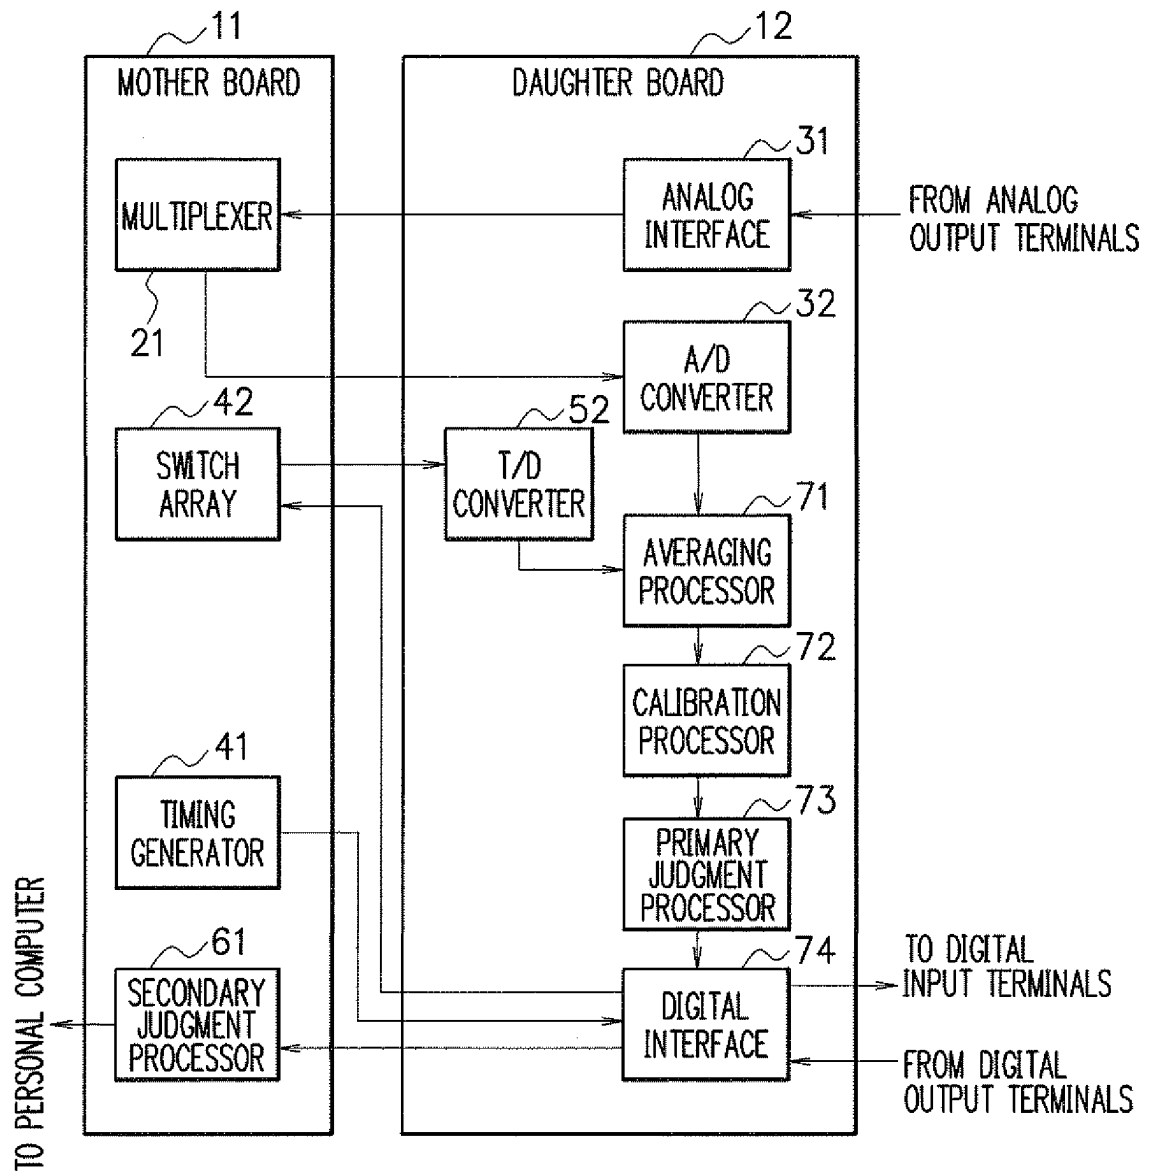 11
12
MOTHER BOARD
DAUGHTER BOARD
31
MULTIPLEXER
ANALOG
INTERFACE
FROM ANALOG
OUTPUT TERMINALS
21
32
A/D
CONVERTER
42
52
SWITCH
ARRAY
T/D
CONVERTER
71
AVERAGING
PROCESSOR
72
CALIBRATION
PROCESSOR
41
TIMING
GENERATOR
73
PRIMARY
JUDGMENT
PROCESSOR
61
74
SECONDARY
JUDGMENT
PROCESSOR
DIGITAL
INTERFACE
TO DIGITAL
INPUT TERMINALS
FROM DIGITAL
OUTPUT TERMINALS
TO PERSONAL COMPUTER